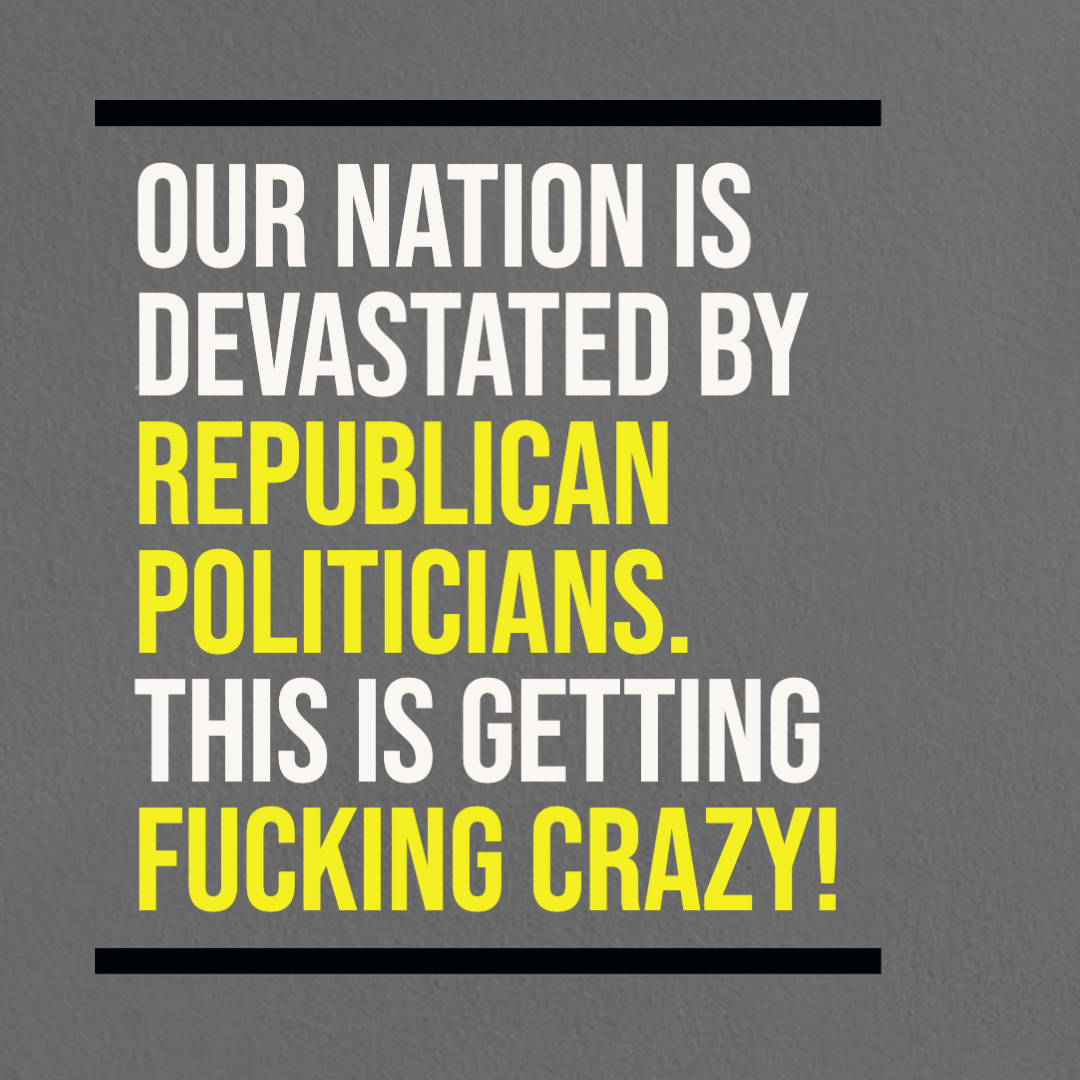 OUR NATION IS
DEVASTATED BY
REPUBLICAN
POLITICIANS.
THIS IS GETTING
FUCKING CRAZY!